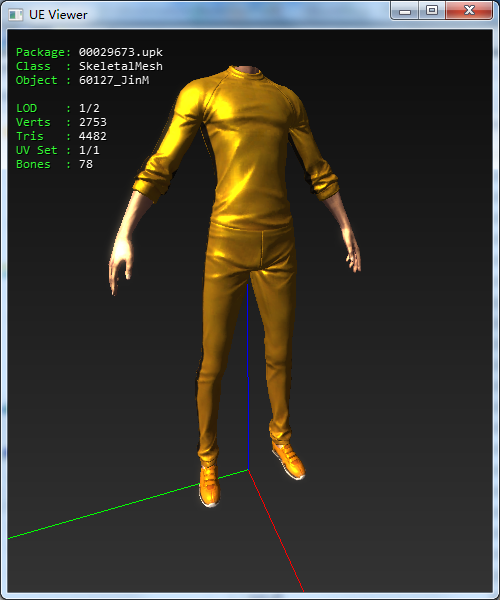 UE Viewer
Package: 00029673.upk
Class : SkeletalMesh
Object : 60127_JinM
LOD : 1/2
Verts : 2753
Tris : 4482
UV Set : 1/1
Bones : 78